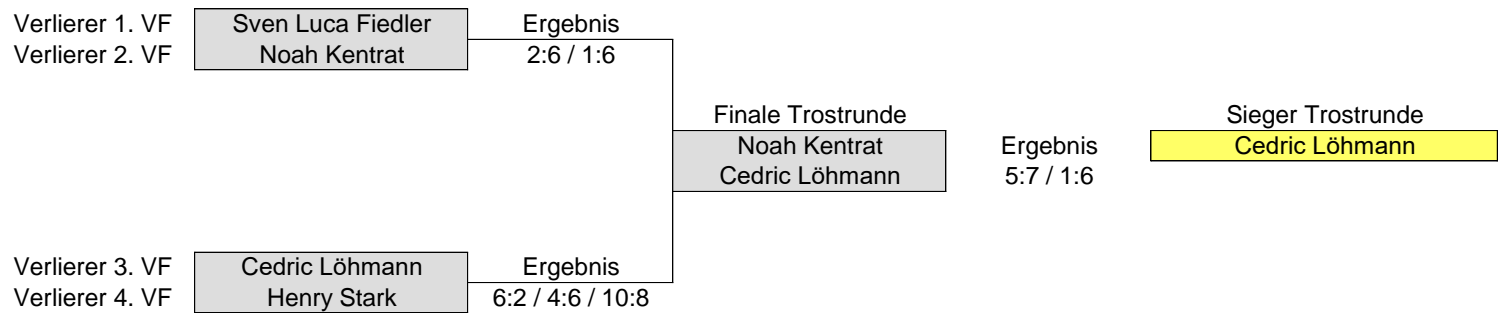 Verlierer 1. VF Sven Luca Fiedler Ergebnis
Verlierer 2. VF Noah Kentrat 2:6 / 1:6
Finale Trostrunde Sieger Trostrunde
Noah Kentrat Ergebnis Cedric Löhmann
Cedric Löhmann 5:7 / 1:6
Verlierer 3. VF Cedric Löhmann Ergebnis
Verlierer 4. VF Henry Stark 6:2 / 4:6 / 10:8